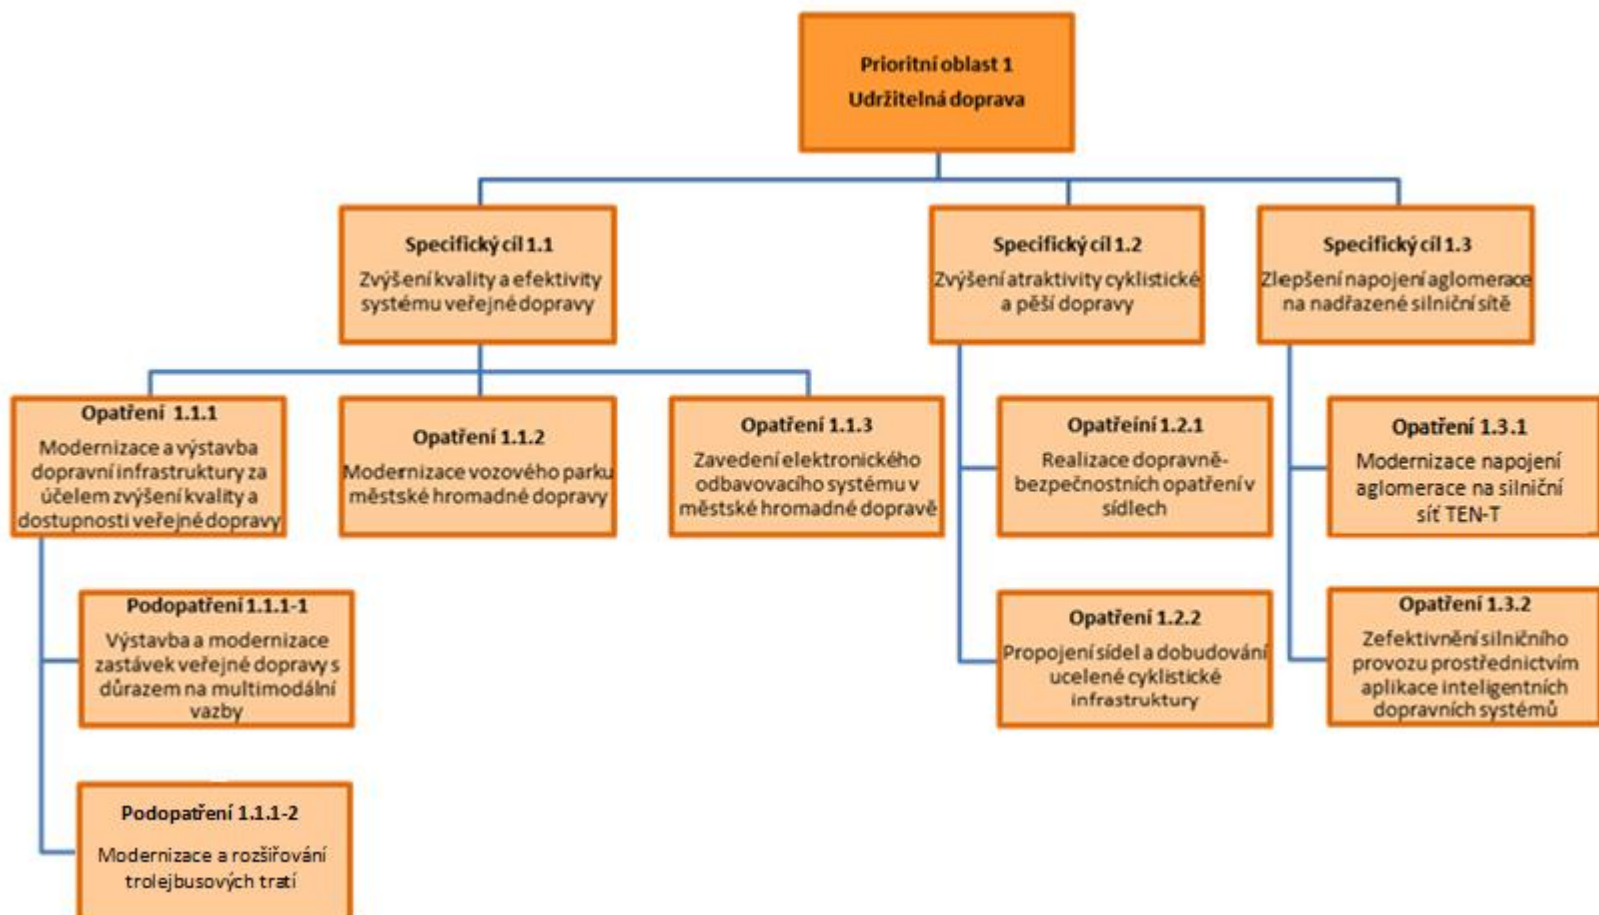 Prioritní oblast 1
Udržitelná doprava
Specifický cíl 1.1
Zvýšení kvality a efektivity
systému veřejné dopravy
Specifický cíl 1.2
Zvýšení atraktivity cyklistické
a pěší dopravy
Specifický cíl 1.3
Zlepšení napojení aglomerace
na nadřazené silniční sítě
Opatření 1.1.1
Modernizace a výstavba
dopravní infrastruktury za
účelem zvýšení kvality a
dostupnosti veřejné dopravy
Opatření 1.1.2
Modernizace vozového parku
městské hromadné dopravy
Opatření 1.1.3
Zavedení elektronického
odbavovacího systému v
městské hromadné dopravě
Opatřeíní 1.2.1
Realizace dopravně-
bezpečnostních opatření v
sídlech
Opatření 1.3.1
Modernizace napojení
aglomerace na silniční
síť TEN-T
Podopatření 1.1.1-1
Výstavba a modernizace
zastávek veřejné dopravy s
důrazem na multimodální
vazby
Opatření 1.2.2
Propojení sídel a dobudování
ucelené cyklistické
infrastruktury
Opatření 1.3.2
Zefektivnění silničního
provozu prostřednictvím
aplikace inteligentních
dopravních systémů
Podopatření 1.1.1-2
Modernizace a rozšiřování
trolejbusových tratí